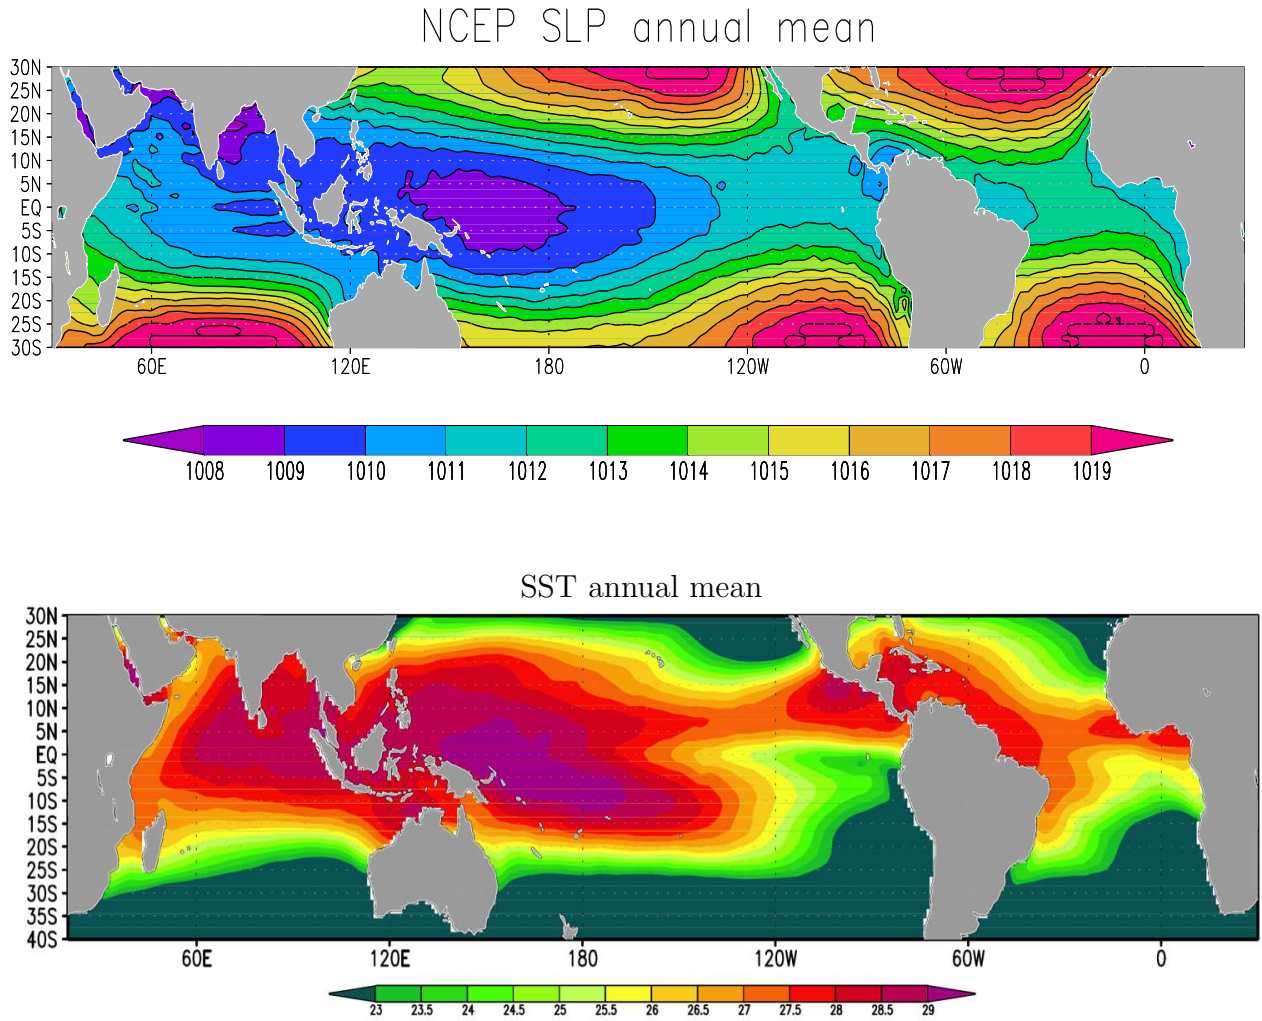 NCEP SLP annual mean
30N
25N
20N
15N
10N
5N
EQ
5S
10S
15S
20S
25S
30S
60E 120E 180 120W 60W 0
1008 1009 1010 1011 1012 1013 1014 1015 1016 1017 1018 1019
SST annual mean
30N
25N
20N
15N
10N
5N
EQ
5S
10S
15S
20S
25S
30S
35S
40S
60E 120E 180 120W 60W 0
23 23.5 24 24.5 25 25.5 26 26.5 27 27.5 28 28.5 29